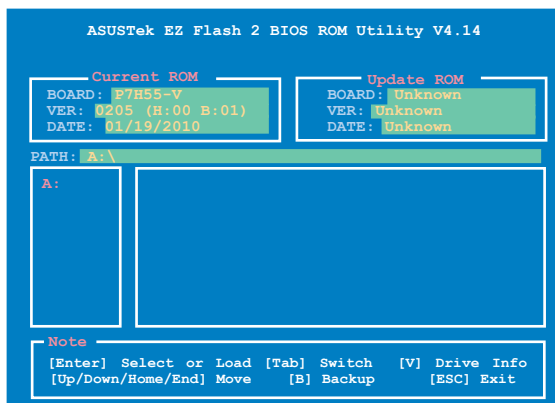 ASUSTek EZ Flash 2 BIOS ROM Utility V4.14
Current ROM
BOARD: P7H55-V
VER: 0205 (H:00 B:01)
DATE: 01/19/2010
Update ROM
BOARD: Unknown
VER: Unknown
DATE: Unknown
PATH: A:\
A:
Note
[Enter] Select or Load [Tab] Switch [V] Drive Info
[Up/Down/Home/End] Move [B] Backup [ESC] Exit